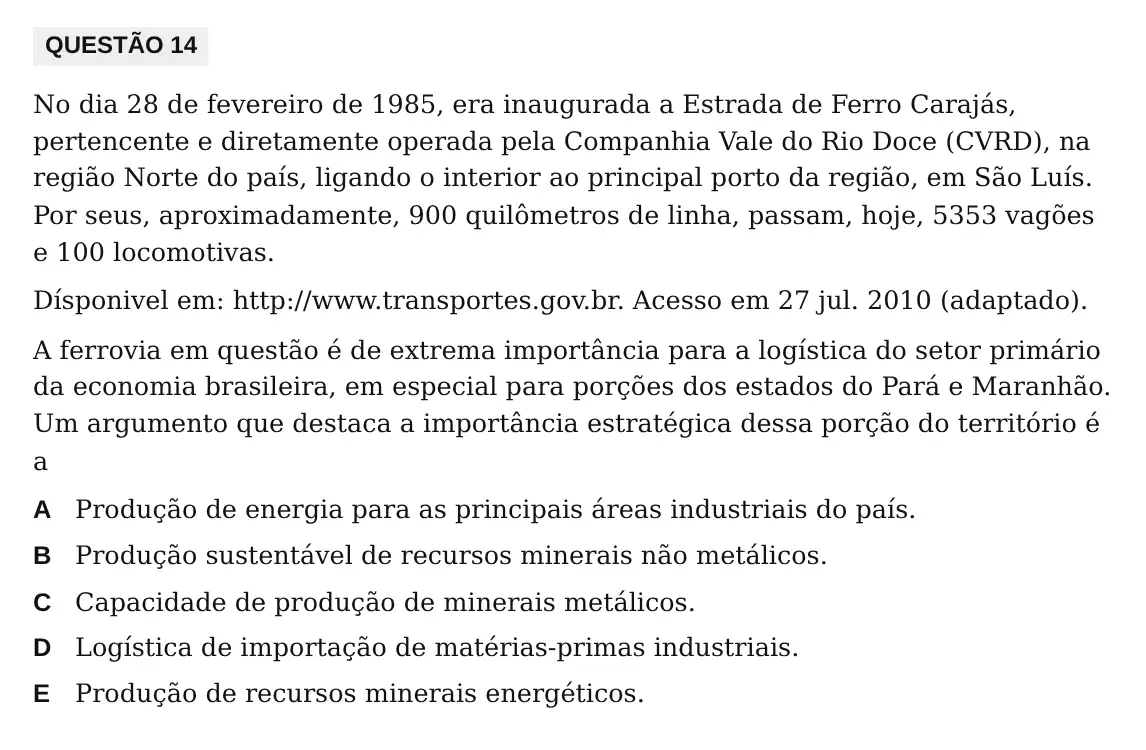 QUESTÃO 14
No dia 28 de fevereiro de 1985, era inaugurada a Estrada de Ferro Carajás,
pertencente e diretamente operada pela Companhia Vale do Rio Doce (CVRD), na
região Norte do país, ligando o interior ao principal porto da região, em São Luís.
Por seus, aproximadamente, 900 quilômetros de linha, passam, hoje, 5353 vagões
e 100 locomotivas.
Dísponivel em: http://www.transportes.gov.br. Acesso em 27 jul. 2010 (adaptado).
A ferrovia em questão é de extrema importância para a logística do setor primário
da economia brasileira, em especial para porções dos estados do Pará e Maranhão.
Um argumento que destaca a importância estratégica dessa porção do território é
a
A Produção de energia para as principais áreas industriais do país.
B Produção sustentável de recursos minerais não metálicos.
C Capacidade de produção de minerais metálicos.
D Logística de importação de matérias-primas industriais.
E Produção de recursos minerais energéticos.